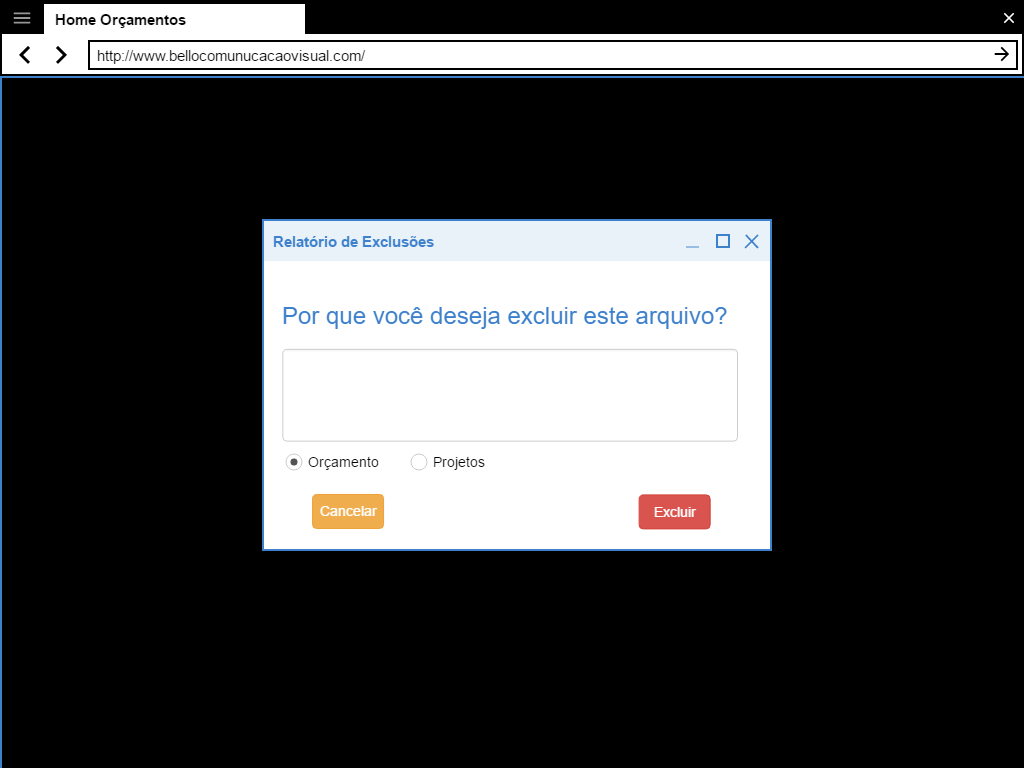 Home Orçamentos
http://www.bellocomunucacaovisual.com/
Relatório de Exclusões
Por que você deseja excluir este arquivo?
Orçamento Projetos
Cancelar Excluir